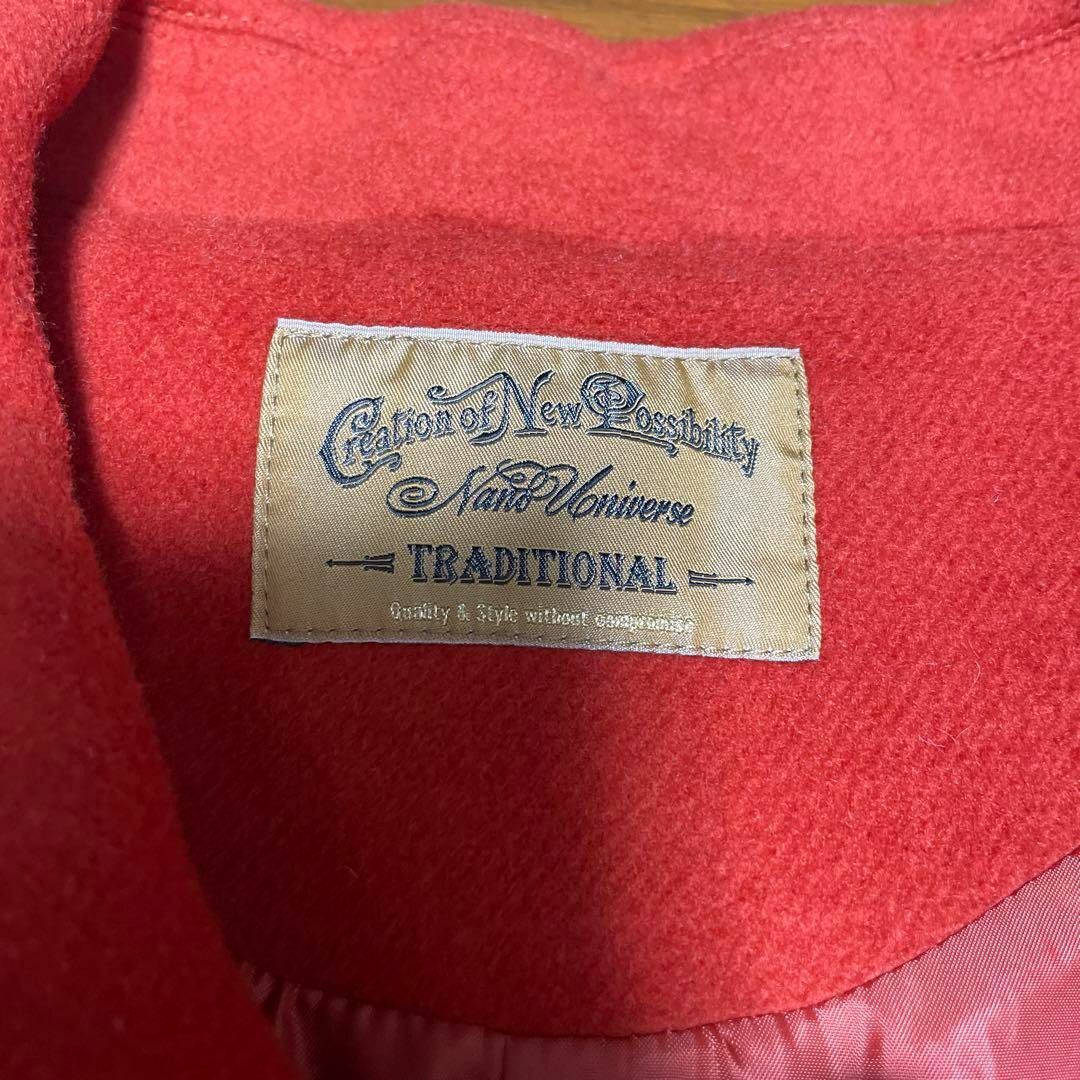 Creation of New Possibility
Nano Universe
TRADITIONAL
Quality & Style without compromise